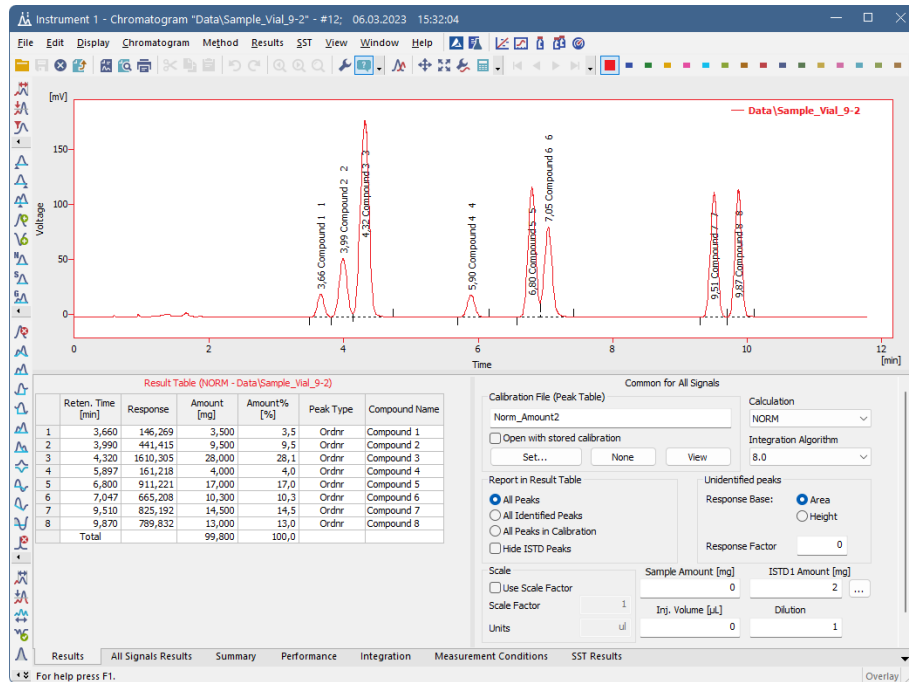 Instrument 1 - Chromatogram "Data\Sample_Vial_9-2" - #12; 06.03.2023 15:32:04
File Edit Display Chromatogram Method Results SST View Window Help
[mV]
Data\Sample_Vial_9-2
150
100
50
0
Voltage
3,66 Compound 1 1
3,99 Compound 2 2
4,32 Compound 3 3
5,90 Compound 4 4
6,80 Compound 5 5
7,05 Compound 6 6
9,51 Compound 7 7
9,87 Compound 8 8
0 2 4 6 8 10 12
Time [min]
Result Table (NORM - Data\Sample_Vial_9-2)
Reten. Time [min] Response Amount [mg] Amount% [%] Peak Type Compound Name
1 3,660 146,269 3,500 3,5 Ordnr Compound 1
2 3,990 441,415 9,500 9,5 Ordnr Compound 2
3 4,320 1610,305 28,000 28,1 Ordnr Compound 3
4 5,897 161,218 4,000 4,0 Ordnr Compound 4
5 6,800 911,221 17,000 17,0 Ordnr Compound 5
6 7,047 665,208 10,300 10,3 Ordnr Compound 6
7 9,510 825,192 14,500 14,5 Ordnr Compound 7
8 9,870 789,832 13,000 13,0 Ordnr Compound 8
Total 99,800 100,0
Common for All Signals
Calibration File (Peak Table)
Norm_Amount2
Open with stored calibration
Set... None View
Calculation
NORM
Integration Algorithm
8.0
Report in Result Table
All Peaks
All Identified Peaks
All Peaks in Calibration
Hide ISTD Peaks
Unidentified peaks
Response Base: Area
Height
Response Factor 0
Scale
Use Scale Factor
Scale Factor 1
Units ul
Sample Amount [mg] ISTD1 Amount [mg]
0 2 ...
Inj. Volume [µL] Dilution
0 1
Results All Signals Results Summary Performance Integration Measurement Conditions SST Results
For help press F1.
Overlay